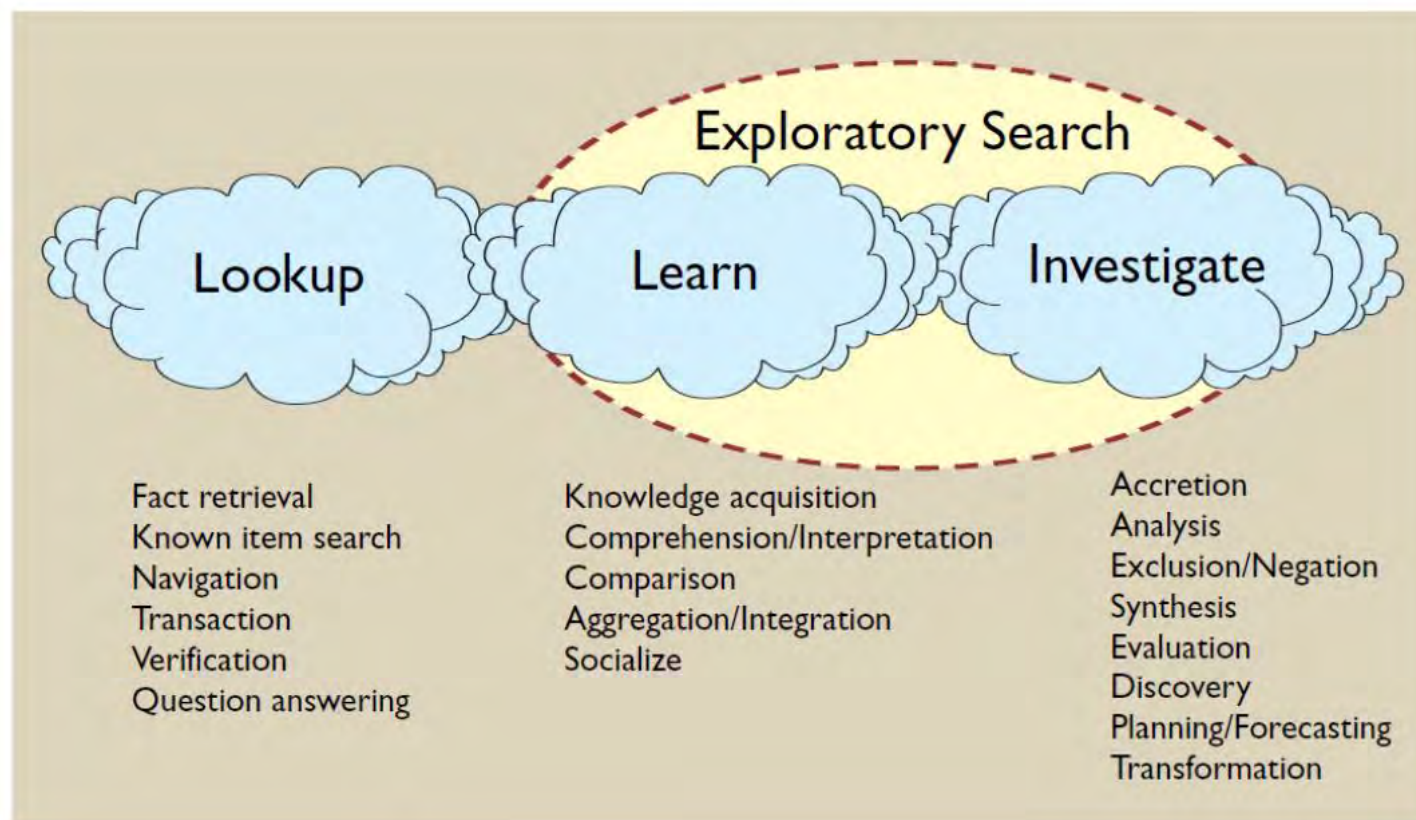 Exploratory Search
Lookup
Learn
Investigate
Fact retrieval
Known item search
Navigation
Transaction
Verification
Question answering
Knowledge acquisition
Comprehension/Interpretation
Comparison
Aggregation/Integration
Socialize
Accretion
Analysis
Exclusion/Negation
Synthesis
Evaluation
Discovery
Planning/Forecasting
Transformation